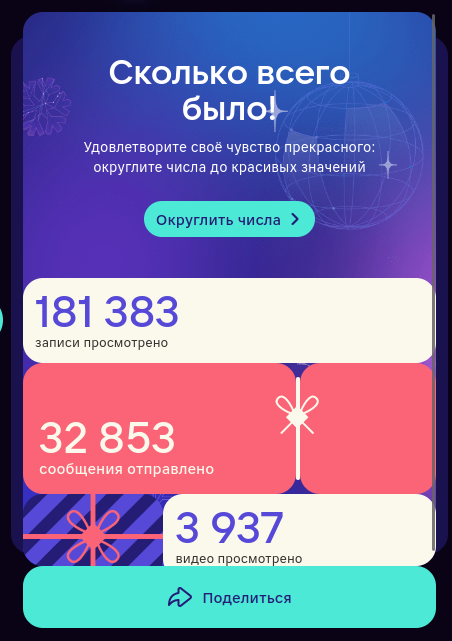 Сколько всего
было!
Удовлетворите своё чувство прекрасного:
округлите числа до красивых значений
Округлить числа
181 383
записи просмотрено
32 853
сообщения отправлено
3 937
видео просмотрено
Поделиться